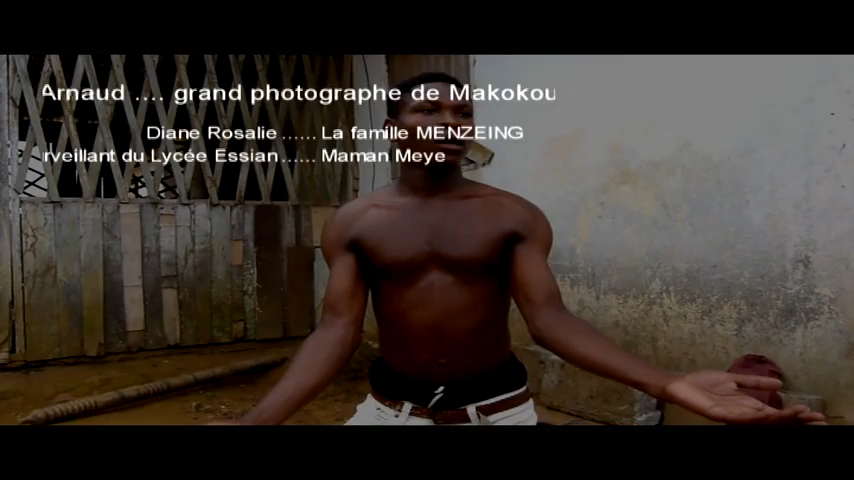 Arnaud .... grand photographe de Makokou
Diane Rosalie ...... La famille MENZEING
rveillant du Lycée Essian ...... Maman Meye